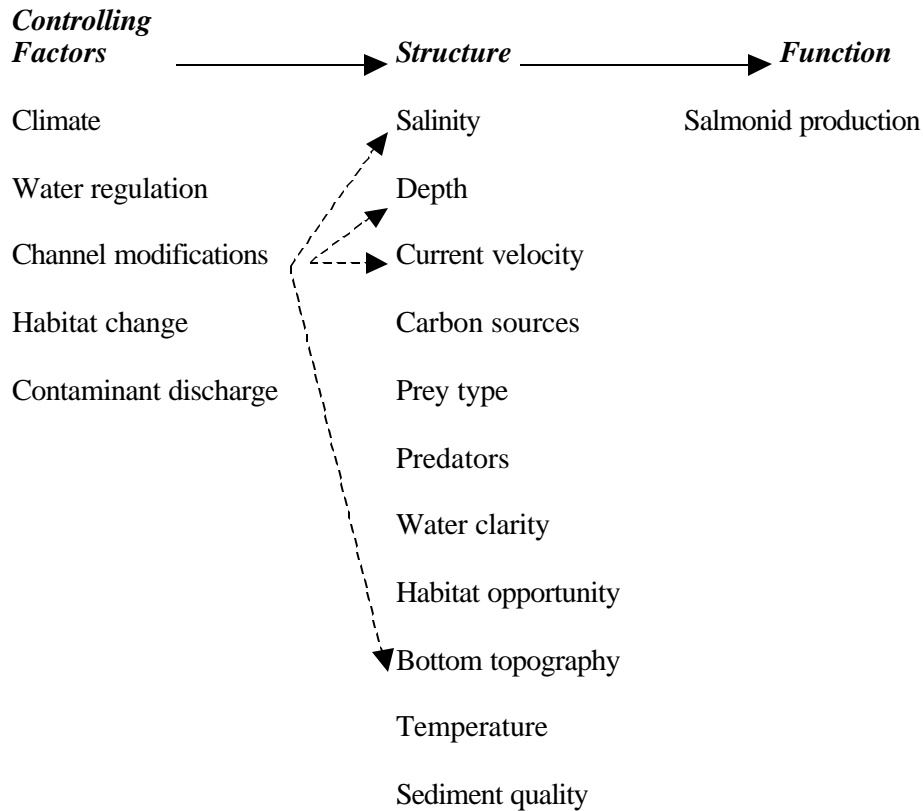 Controlling
Factors Structure Function
Climate Salinity Salmonid production
Water regulation Depth
Channel modifications Current velocity
Habitat change Carbon sources
Contaminant discharge Prey type
Predators
Water clarity
Habitat opportunity
Bottom topography
Temperature
Sediment quality